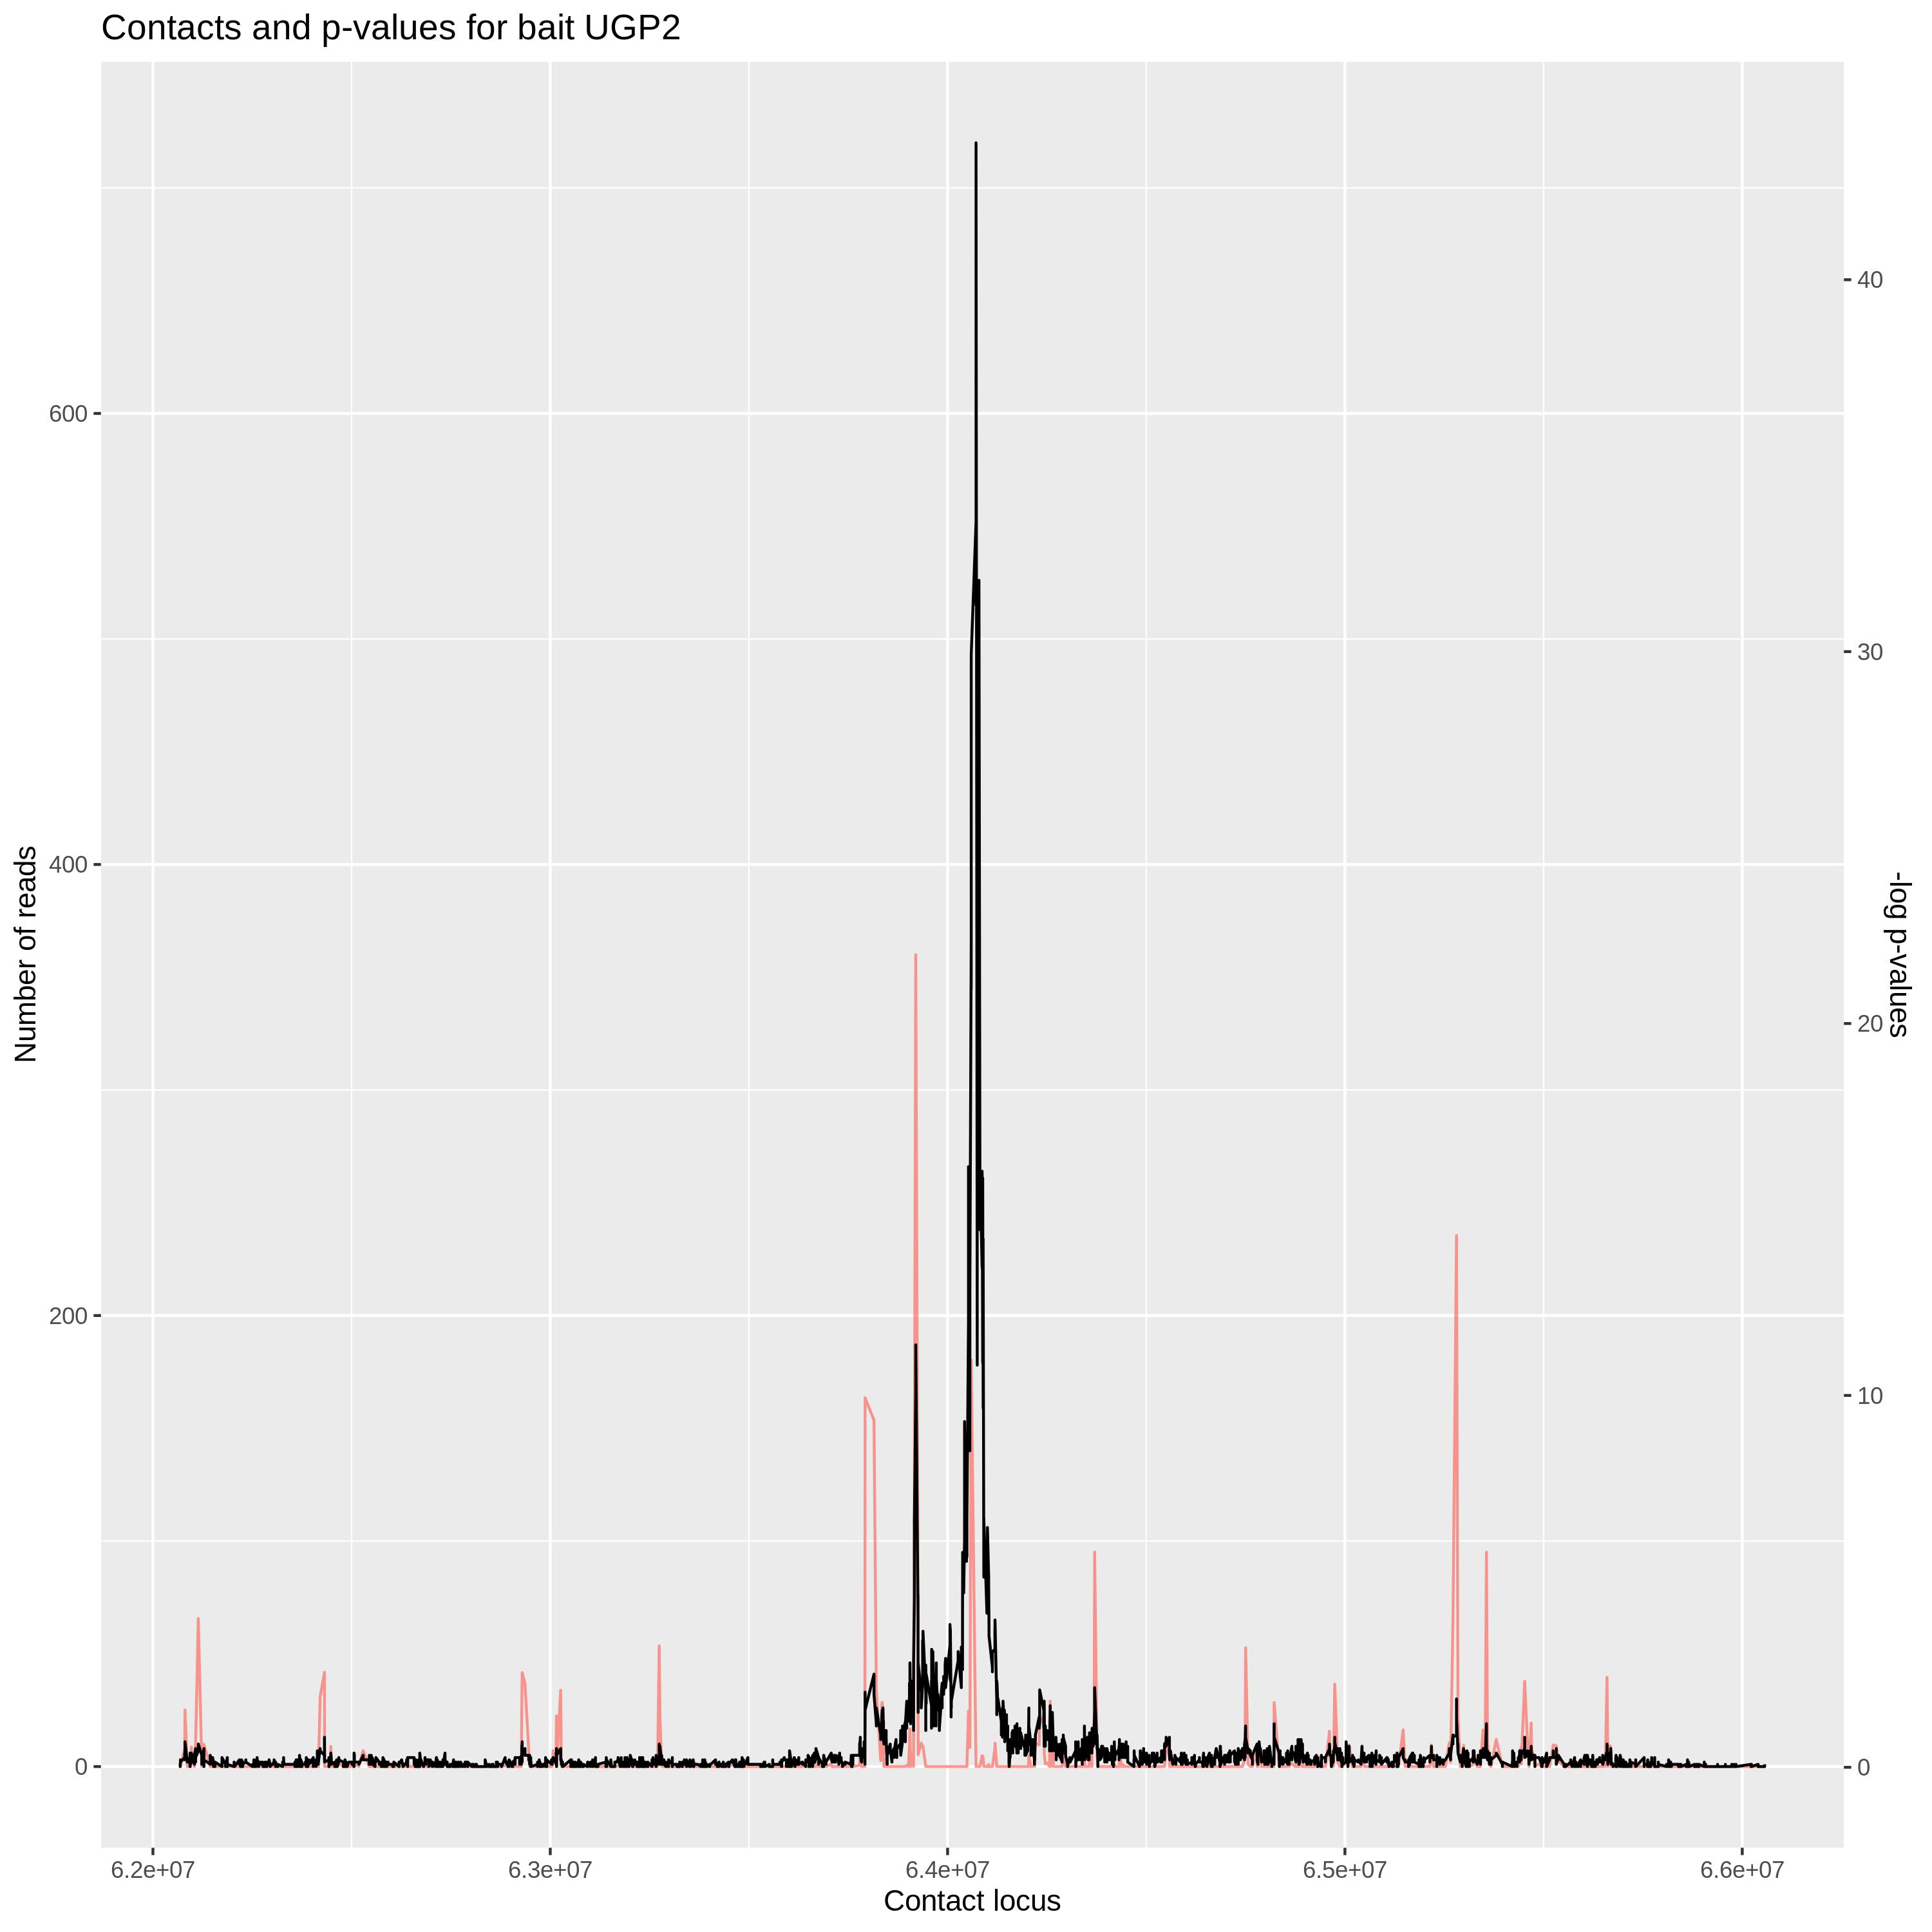 Contacts and p-values for bait UGP2
Number of reads
600
400
200
0
40
30
20
10
0
-log p-values
6.2e+07 6.3e+07 6.4e+07 6.5e+07 6.6e+07
Contact locus